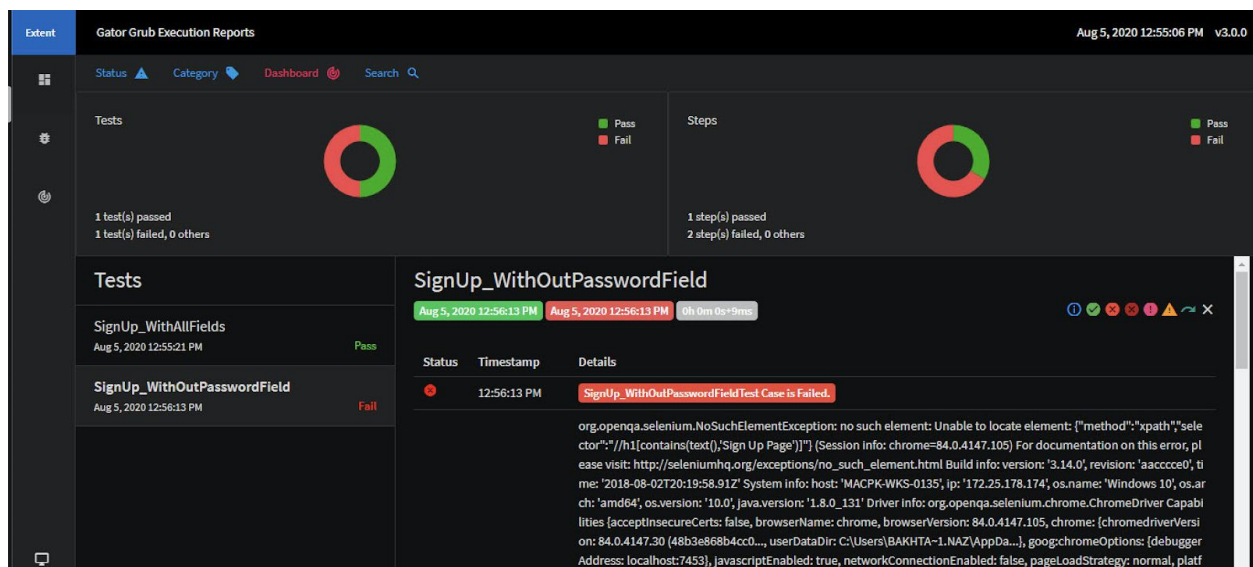 Extent
Gator Grub Execution Reports
Aug 5, 2020 12:55:06 PM v3.0.0
Status Category Dashboard Search
Tests
Pass
Fail
1 test(s) passed
1 test(s) failed, 0 others
Steps
Pass
Fail
1 step(s) passed
2 step(s) failed, 0 others
Tests
SignUp_WithAllFields
Aug 5, 2020 12:55:21 PM Pass
SignUp_WithOutPasswordField
Aug 5, 2020 12:56:13 PM Fail
SignUp_WithOutPasswordField
Aug 5, 2020 12:56:13 PM Aug 5, 2020 12:56:13 PM 0h 0m 0s+9ms
Status Timestamp Details
12:56:13 PM SignUp_WithOutPasswordFieldTest Case is Failed.
org.openqa.selenium.NoSuchElementException: no such element: Unable to locate element: {"method":"xpath","sele
ctor":"//h1[contains(text(),'Sign Up Page')]"} (Session info: chrome=84.0.4147.105) For documentation on this error, pl
ease visit: http://seleniumhq.org/exceptions/no_such_element.html Build info: version: '3.14.0', revision: 'aacccce0', ti
me: '2018-08-02T20:19:58.91Z' System info: host: 'MACPK-WKS-0135', ip: '172.25.178.174', os.name: 'Windows 10', os.ar
ch: 'amd64', os.version: '10.0', java.version: '1.8.0_131' Driver info: org.openqa.selenium.chrome.ChromeDriver Capabi
lities {acceptInsecureCerts: false, browserName: chrome, browserVersion: 84.0.4147.105, chrome: {chromedriverVersi
on: 84.0.4147.30 (48b3e868b4cc0..., userDataDir: C:\Users\BAKHTA~1.NAZ\AppDa...}, goog:chromeOptions: {debugger
Address: localhost:7453}, javascriptEnabled: true, networkConnectionEnabled: false, pageLoadStrategy: normal, platf